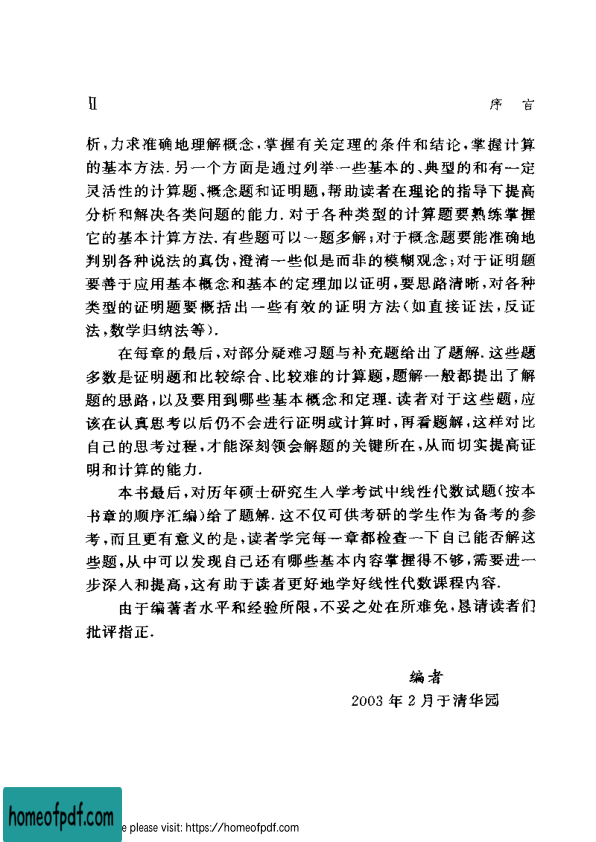 Ⅱ 序 言
析,力求准确地理解概念,掌握有关定理的条件和结论,掌握计算
的基本方法.另一个方面是通过列举一些基本的、典型的和有一定
灵活性的计算题、概念题和证明题,帮助读者在理论的指导下提高
分析和解决各类问题的能力.对于各种类型的计算题要熟练掌握
它的基本计算方法.有些题可以一题多解;对于概念题要能准确地
判别各种说法的真伪,澄清一些似是而非的模糊观念;对于证明题
要善于应用基本概念和基本的定理加以证明,要思路清晰,对各种
类型的证明题要概括出一些有效的证明方法(如直接证法,反证
法,数学归纳法等).
在每章的最后,对部分疑难习题与补充题给出了题解.这些题
多数是证明题和比较综合、比较难的计算题,题解一般都提出了解
题的思路,以及要用到哪些基本概念和定理.读者对于这些题,应
该在认真思考以后仍不会进行证明或计算时,再看题解,这样对比
自己的思考过程,才能深刻领会解题的关键所在,从而切实提高证
明和计算的能力.
本书最后,对历年硕士研究生入学考试中线性代数试题(按本
书章的顺序汇编)给了题解.这不仅可供考研的学生作为备考的参
考,而且更有意义的是,读者学完每一章都检查一下自己能否解这
些题,从中可以发现自己还有哪些基本内容掌握得不够,需要进一
步深入和提高,这有助于读者更好地学好线性代数课程内容.
由于编著者水平和经验所限,不妥之处在所难免,恳请读者们
批评指正.
编者
2003 年 2 月于清华园
homeofpdf.com
e please visit: https://homeofpdf.com